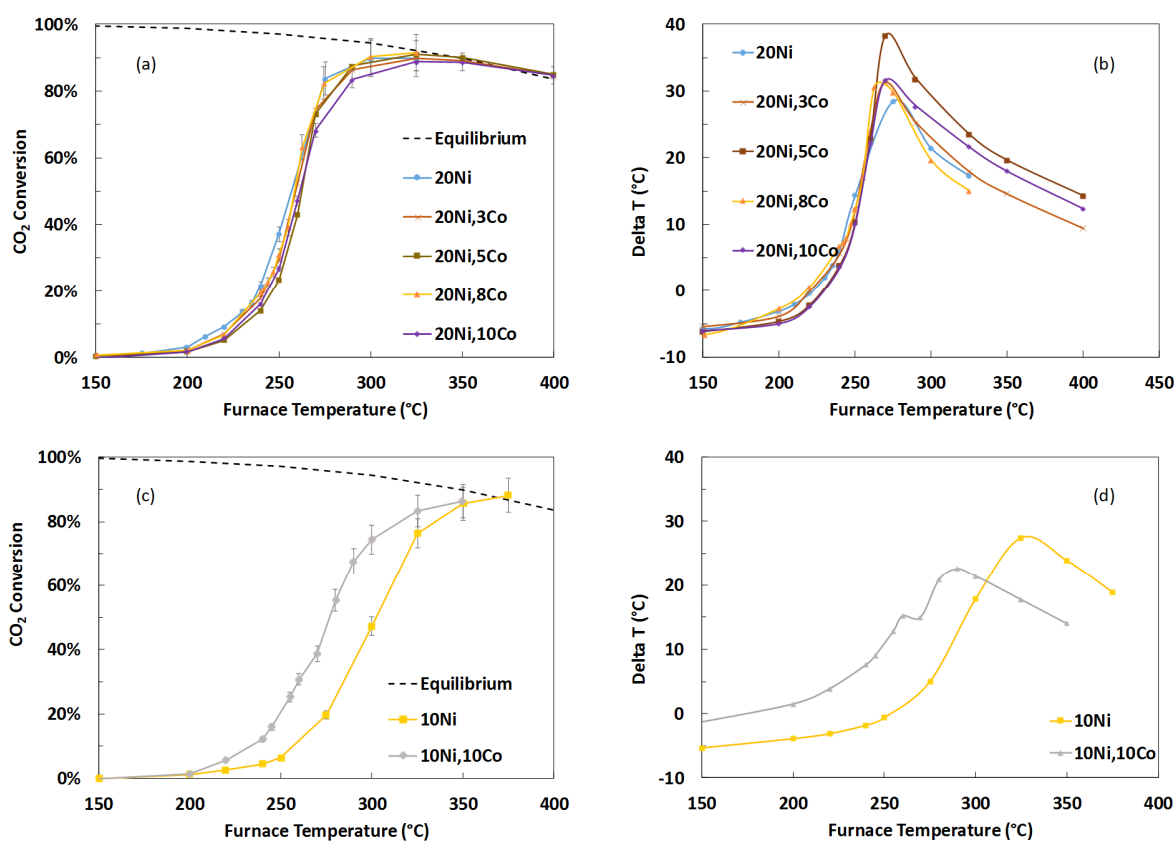 (a)
CO2 Conversion
100%
80%
60%
40%
20%
0%
150 200 250 300 350 400
Furnace Temperature (°C)
Equilibrium
20Ni
20Ni,3Co
20Ni,5Co
20Ni,8Co
20Ni,10Co
(b)
Delta T (°C)
40
30
20
10
0
-10
150 200 250 300 350 400 450
Furnace Temperature (°C)
20Ni
20Ni,3Co
20Ni,5Co
20Ni,8Co
20Ni,10Co
(c)
CO2 Conversion
100%
80%
60%
40%
20%
0%
150 200 250 300 350 400
Furnace Temperature (°C)
Equilibrium
10Ni
10Ni,10Co
(d)
Delta T (°C)
40
30
20
10
0
-10
150 200 250 300 350 400
Furnace Temperature (°C)
10Ni
10Ni,10Co